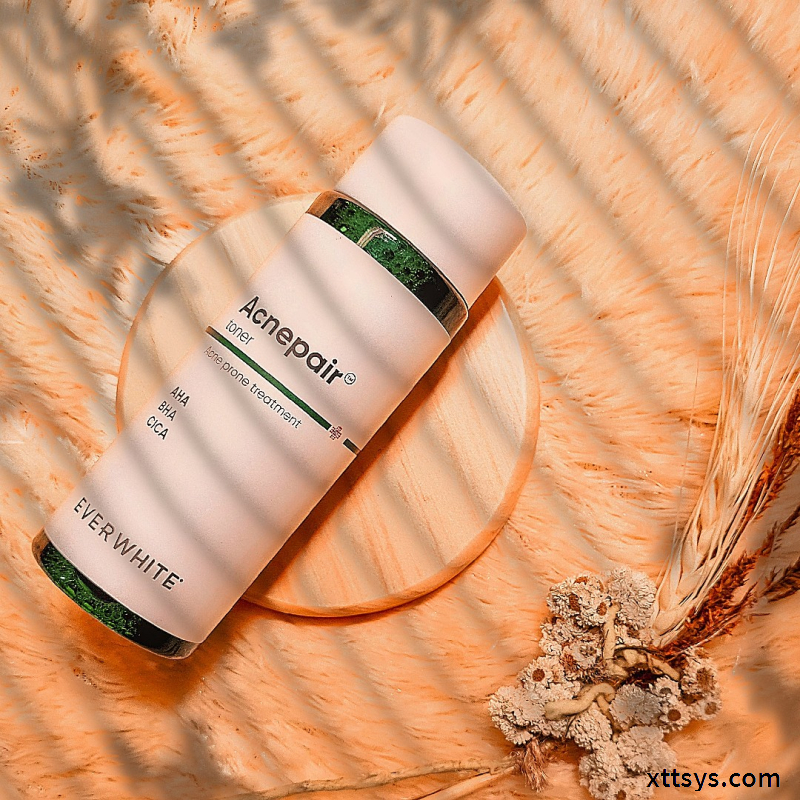 Acnepair
toner
Acne prone treatment
AHA
BHA
CICA
EVERWHITE
xttsys.com